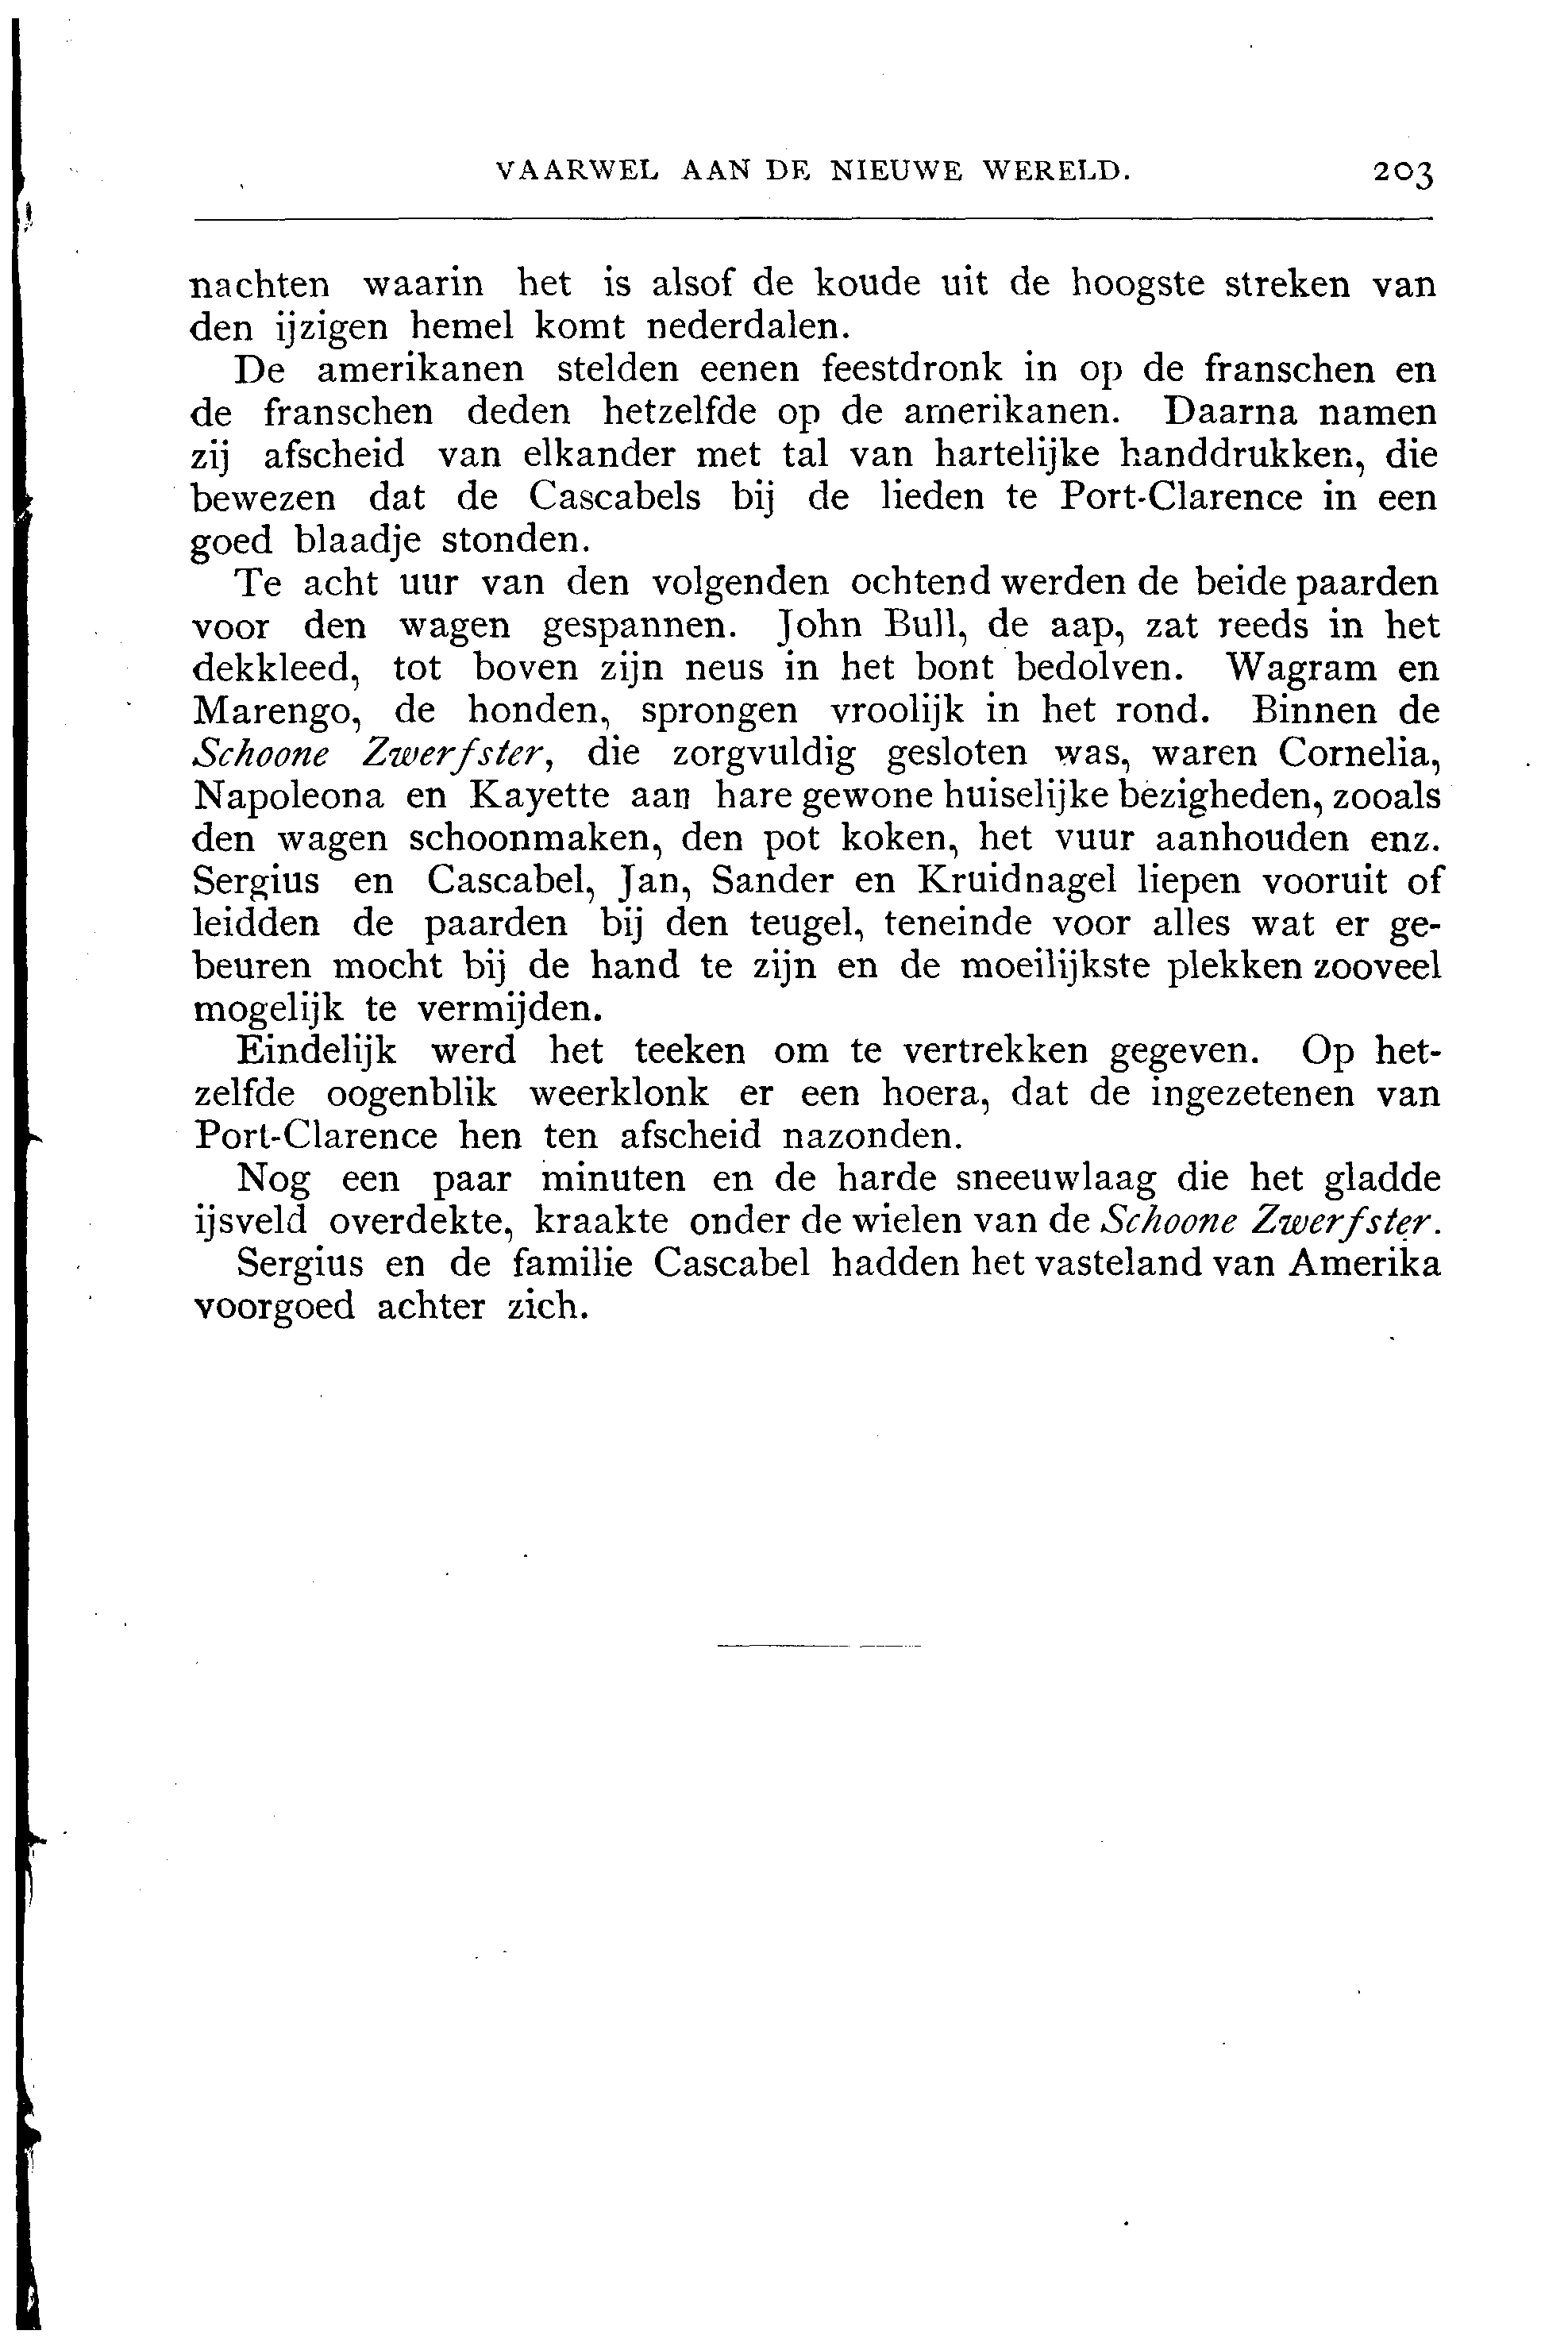 VAARWEL AAN DE NIEUWE WERELD. 203
nachten waarin het is alsof de koude uit de hoogste streken van
den ijzigen hemel komt nederdalen.
De amerikanen stelden eenen feestdronk in op de franschen en
de franschen deden hetzelfde op de amerikanen. Daarna namen
zij afscheid van elkander met tal van hartelijke handdrukken, die
bewezen dat de Cascabels bij de lieden te Port-Clarence in een
goed blaadje stonden.
Te acht uur van den volgenden ochtend werden de beide paarden
voor den wagen gespannen. John Bull, de aap, zat reeds in het
dekkleed, tot boven zijn neus in het bont bedolven. Wagram en
Marengo, de honden, sprongen vroolijk in het rond. Binnen de
Schoone Zwerfster, die zorgvuldig gesloten was, waren Cornelia,
Napoleona en Kayette aan hare gewone huiselijke bezigheden, zooals
den wagen schoonmaken, den pot koken, het vuur aanhouden enz.
Sergius en Cascabel, Jan, Sander en Kruidnagel liepen vooruit of
leidden de paarden bij den teugel, teneinde voor alles wat er ge-
beuren mocht bij de hand te zijn en de moeilijkste plekken zooveel
mogelijk te vermijden.
Eindelijk werd het teeken om te vertrekken gegeven. Op het-
zelfde oogenblik weerklonk er een hoera, dat de ingezetenen van
Port-Clarence hen ten afscheid nazonden.
Nog een paar minuten en de harde sneeuwlaag die het gladde
ijsveld overdekte, kraakte onder de wielen van de Schoone Zwerfster.
Sergius en de familie Cascabel hadden het vasteland van Amerika
voorgoed achter zich.